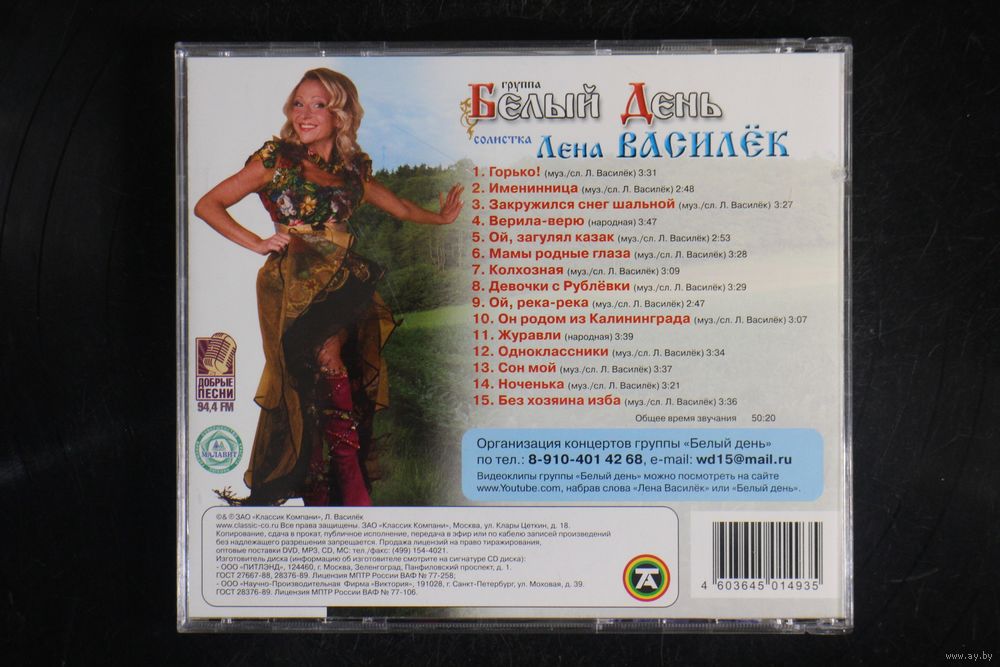 группа
Белый День
солистка Лена ВАСИЛЁК
1. Горько! (муз./сл. Л. Василёк) 3:31
2. Именинница (муз./сл. Л. Василёк) 2:48
3. Закружился снег шальной (муз./сл. Л. Василёк) 3:27
4. Верила-верю (народная) 3:47
5. Ой, загулял казак (муз./сл. Л. Василёк) 2:53
6. Мамы родные глаза (муз./сл. Л. Василёк) 3:28
7. Колхозная (муз./сл. Л. Василёк) 3:09
8. Девочки с Рублёвки (муз./сл. Л. Василёк) 3:29
9. Ой, река-река (муз./сл. Л. Василёк) 2:47
10. Он родом из Калининграда (муз./сл. Л. Василёк) 3:07
11. Журавли (народная) 3:39
12. Одноклассники (муз./сл. Л. Василёк) 3:34
13. Сон мой (муз./сл. Л. Василёк) 3:37
14. Ноченька (муз./сл. Л. Василёк) 3:21
15. Без хозяина изба (муз./сл. Л. Василёк) 3:36
Общее время звучания 50:20
ДОБРЫЕ
ПЕСНИ
94,4 FM
МАЛАВИТ
Организация концертов группы «Белый день»
по тел.: 8-910-401 42 68, e-mail: wd15@mail.ru
Видеоклипы группы «Белый день» можно посмотреть на сайте
www.Youtube.com, набрав слова «Лена Василёк» или «Белый день».
©&℗ЗАО «Классик Компани», Л. Василёк
www.classic-co.ru Все права защищены. ЗАО «Классик Компани», Москва, ул. Клары Цеткин, д. 18.
Копирование, сдача в прокат, публичное исполнение, передача в эфир или по кабелю записей произведений
без надлежащего разрешения запрещается. Продажа лицензий на право тиражирования,
оптовые поставки DVD, MP3, CD, MC: тел./факс: (499) 154-4021.
Изготовитель диска (информацию об изготовителе смотрите на сигнатуре CD диска):
- ООО «ПИТЛЭНД», 124460, г. Москва, Зеленоград, Панфиловский проспект, д. 1.
ГОСТ 27667-88, 28376-89. Лицензия МПТР России ВАФ № 77-258;
- ООО «Научно-Производительная Фирма «Виктория», 191028, г. Санкт-Петербург, ул. Моховая, д. 39.
ГОСТ 28376-89. Лицензия МПТР России ВАФ № 77-106.
4 603645 014935
www.ay.by